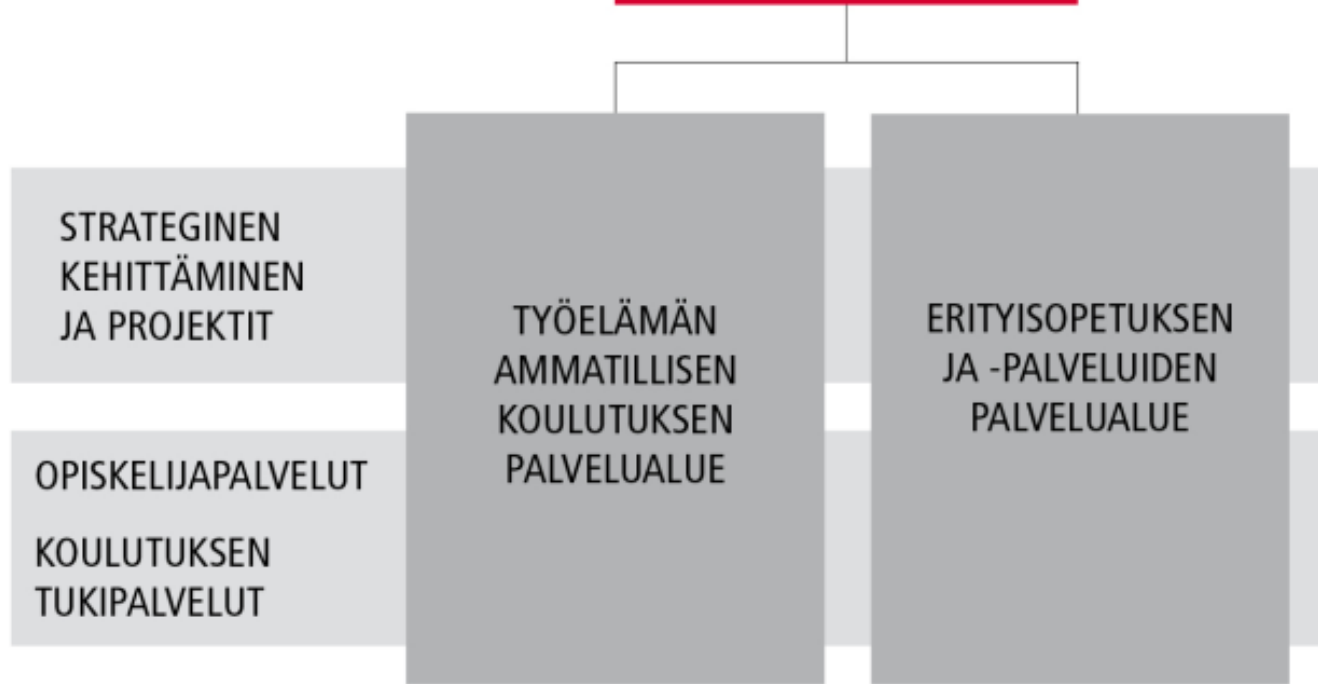 STRATEGINEN
KEHITTÄMINEN
JA PROJEKTIT
OPISKELIJAPALVELUT
KOULUTUKSEN
TUKIPALVELUT
TYÖELÄMÄN
AMMATILLISEN
KOULUTUKSEN
PALVELUALUE
ERITYISOPETUKSEN
JA -PALVELUIDEN
PALVELUALUE